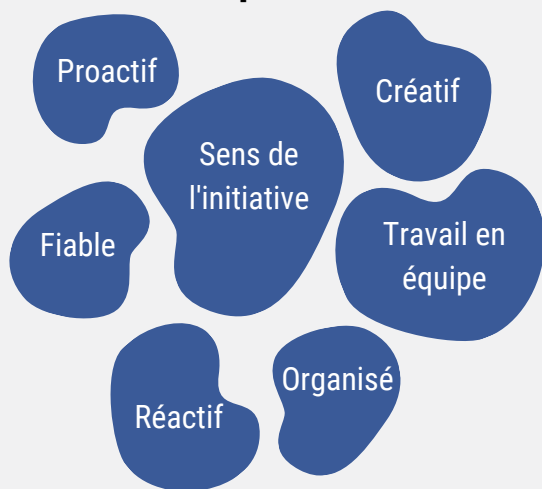 Proactif
Créatif
Sens de
l'initiative
Fiable
Travail en
équipe
Organisé
Réactif